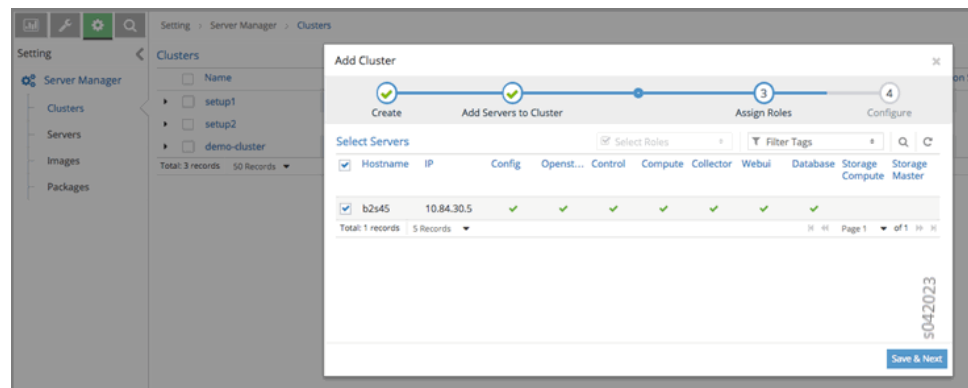 Setting > Server Manager > Clusters
Setting
Server Manager
Clusters
Servers
Images
Packages
Clusters
Name
setup1
setup2
demo-cluster
Total: 3 records 50 Records
Add Cluster
Create
Add Servers to Cluster
3
Assign Roles
4
Configure
Select Servers
Select Roles
Filter Tags
Hostname IP Config Openst... Control Compute Collector Webui Database Storage Compute Storage Master
b2s45 10.84.30.5
Total: 1 records 5 Records
Page 1 of 1
s042023
Save & Next